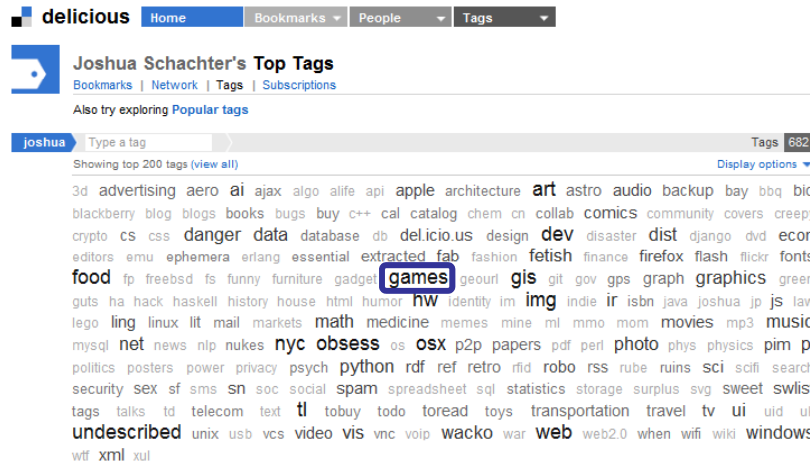 delicious Home Bookmarks People Tags
Joshua Schachter's Top Tags
Bookmarks | Network | Tags | Subscriptions
Also try exploring Popular tags
joshua Type a tag Tags 682
Showing top 200 tags (view all) Display options
3d advertising aero ai ajax algo alife api apple architecture art astro audio backup bay bbq bio
blackberry blog blogs books bugs buy c++ cal catalog chem cn collab comics community covers creep
crypto cs css danger data database db del.icio.us design dev disaster dist django dvd econ
editors emu ephemera erlang essential extracted fab fashion fetish finance firefox flash flickr fonts
food fp freebsd fs funny furniture gadget games geourl gis git gov gps graph graphics green
guts ha hack haskell history house html humor hw identity im img indie ir isbn java joshua jp js law
lego ling linux lit mail markets math medicine memes mine ml mmo mom movies mp3 music
mysql net news nlp nukes nyc obsess os osx p2p papers pdf perl photo phys physics pim p
politics posters power privacy psych python rdf ref retro rfid robo rss rube ruins sci scifi search
security sex sf sms sn soc social spam spreadsheet sql statistics storage surplus svg sweet swlis
tags talks td telecom text tl tobuy todo toread toys transportation travel tv ui uid
undescribed unix usb vcs video vis vnc voip wacko war web web2.0 when wifi wiki windows
wtf xml xul